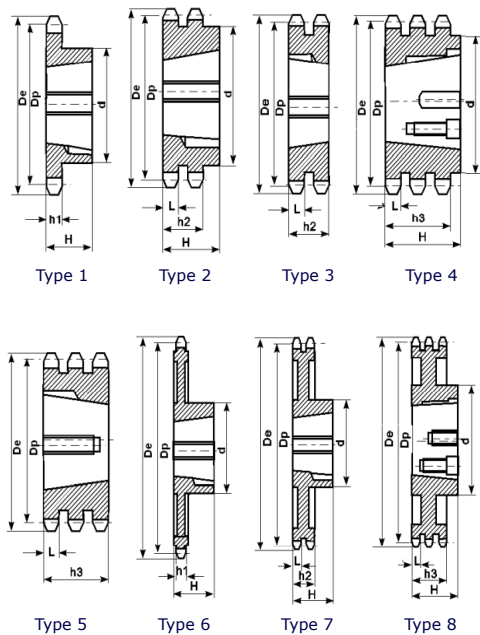 De Dp d h1 H
De Dp d L h2 H
De Dp L h2
De Dp d L h3 H
Type 1 Type 2 Type 3 Type 4
De Dp L h3
De Dp d h1 H
De Dp d L h2 H
De Dp d L h3 H
Type 5 Type 6 Type 7 Type 8